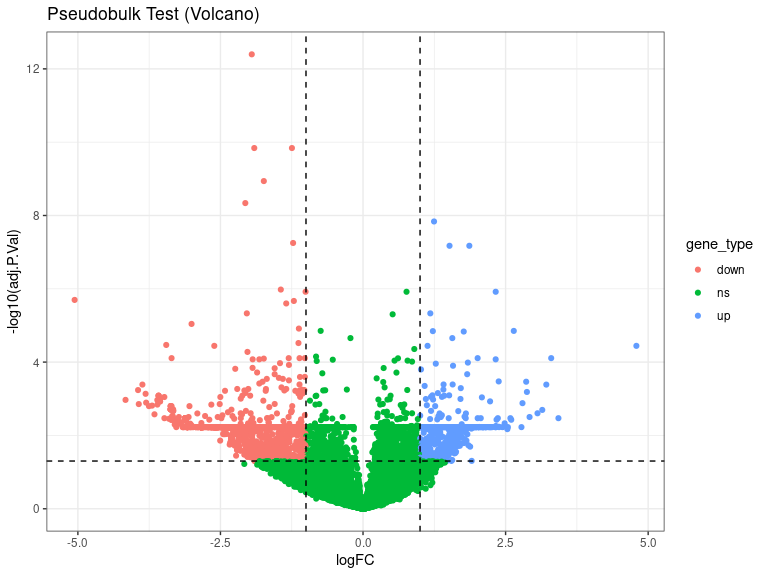 Pseudobulk Test (Volcano)
12
8
4
0
-log10(adj.P.Val)
-5.0
-2.5
0.0
2.5
5.0
logFC
gene_type
down
ns
up